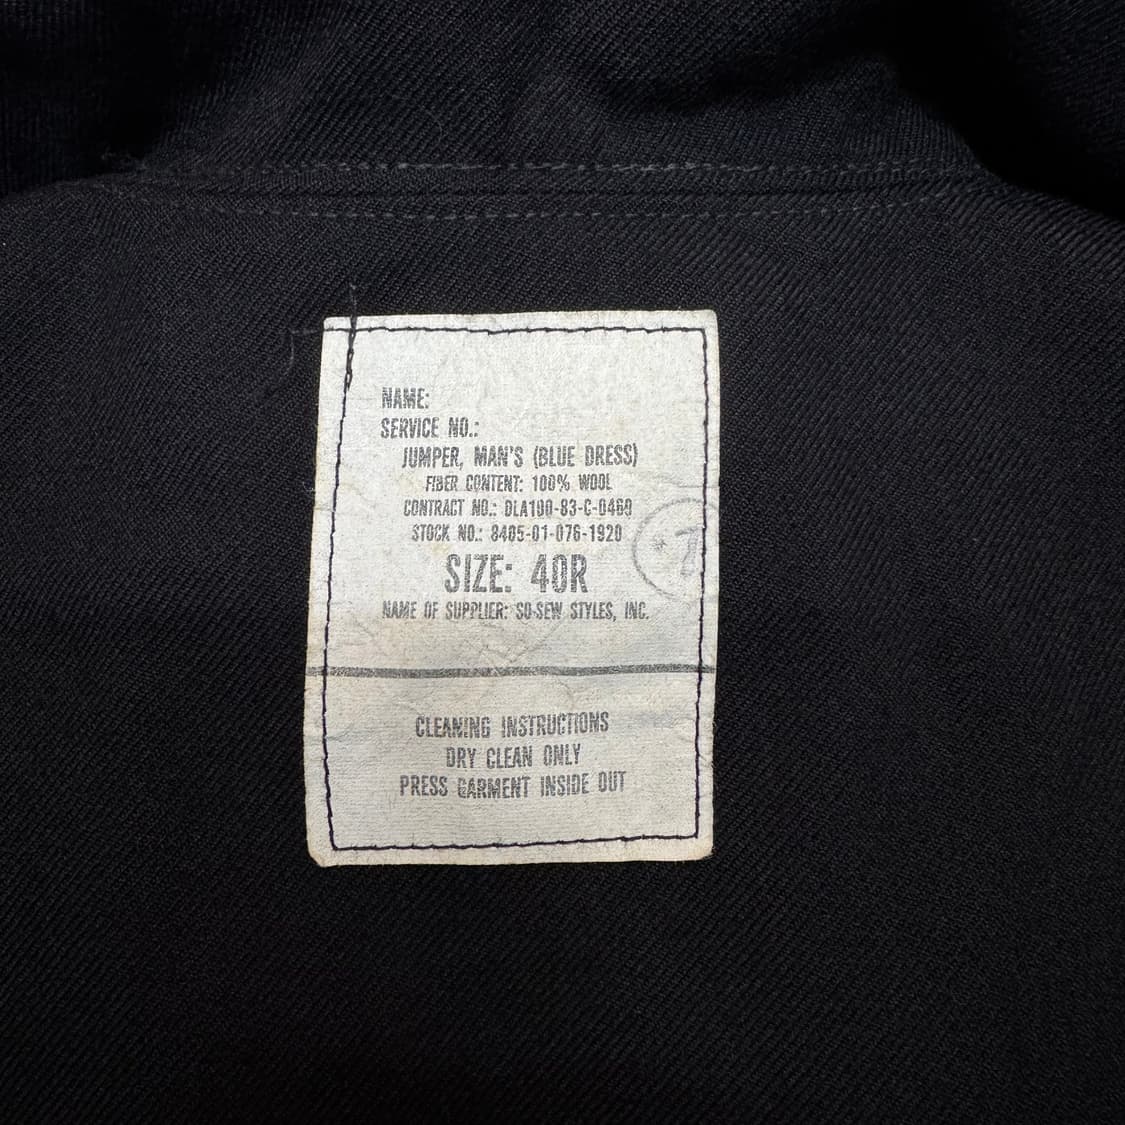 NAME:
SERVICE NO.:
JUMPER, MAN'S (BLUE DRESS)
FIBER CONTENT: 100% WOOL
CONTRACT NO.: DLA100-83-C-0460
STOCK NO.: 8405-01-076-1920
SIZE: 40R
NAME OF SUPPLIER: SO-SEW STYLES, INC.
CLEANING INSTRUCTIONS
DRY CLEAN ONLY
PRESS GARMENT INSIDE OUT